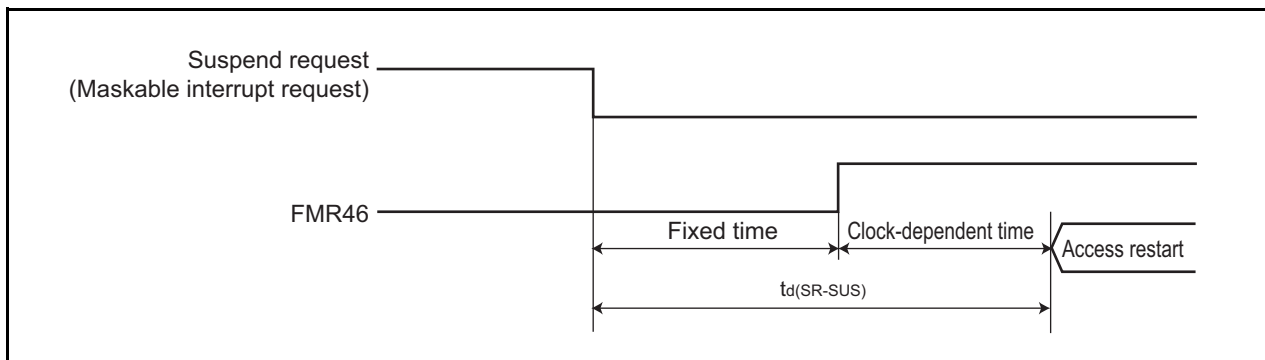 Suspend request
(Maskable interrupt request)
FMR46
Fixed time
Clock-dependent time
Access restart
td(SR-SUS)